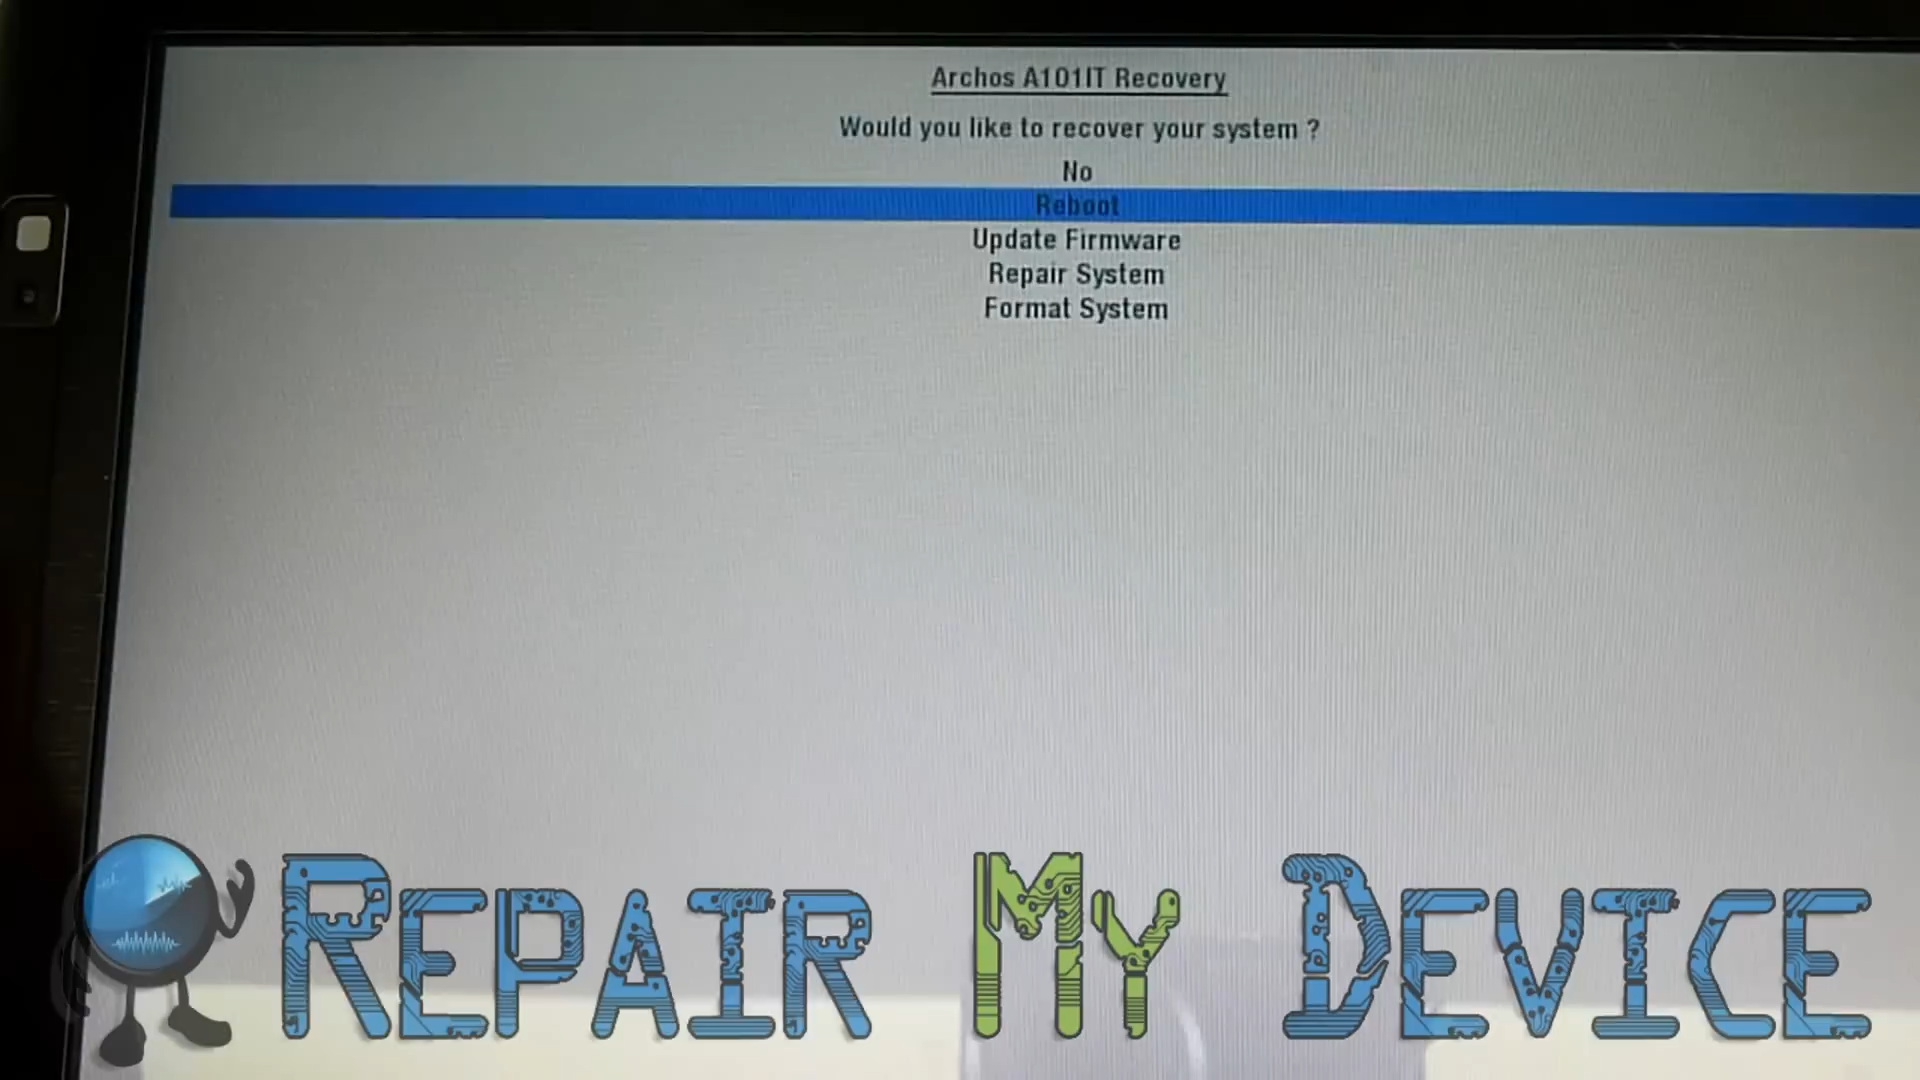 Archos A101IT Recovery
Would you like to recover your system ?
No
Reboot
Update Firmware
Repair System
Format System
REPAIR MY DEVICE